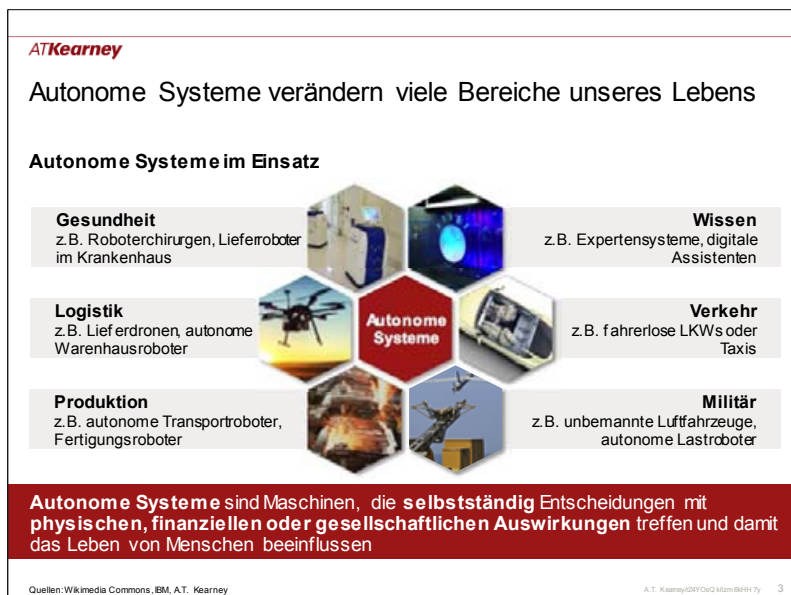 ATKearney
Autonome Systeme verändern viele Bereiche unseres Lebens
Autonome Systeme im Einsatz
Gesundheit
z.B. Roboterchirurgen, Lieferroboter
im Krankenhaus
Wissen
z.B. Expertensysteme, digitale
Assistenten
Logistik
z.B. Lieferdronen, autonome
Warenhausroboter
Autonome
Systeme
Verkehr
z.B. fahrerlose LKWs oder
Taxis
Produktion
z.B. autonome Transportroboter,
Fertigungsroboter
Militär
z.B. unbemannte Luftfahrzeuge,
autonome Lastroboter
Autonome Systeme sind Maschinen, die selbstständig Entscheidungen mit
physischen, finanziellen oder gesellschaftlichen Auswirkungen treffen und damit
das Leben von Menschen beeinflussen
Quellen: Wikimedia Commons, IBM, A.T. Kearney
A.T. Kearney
3